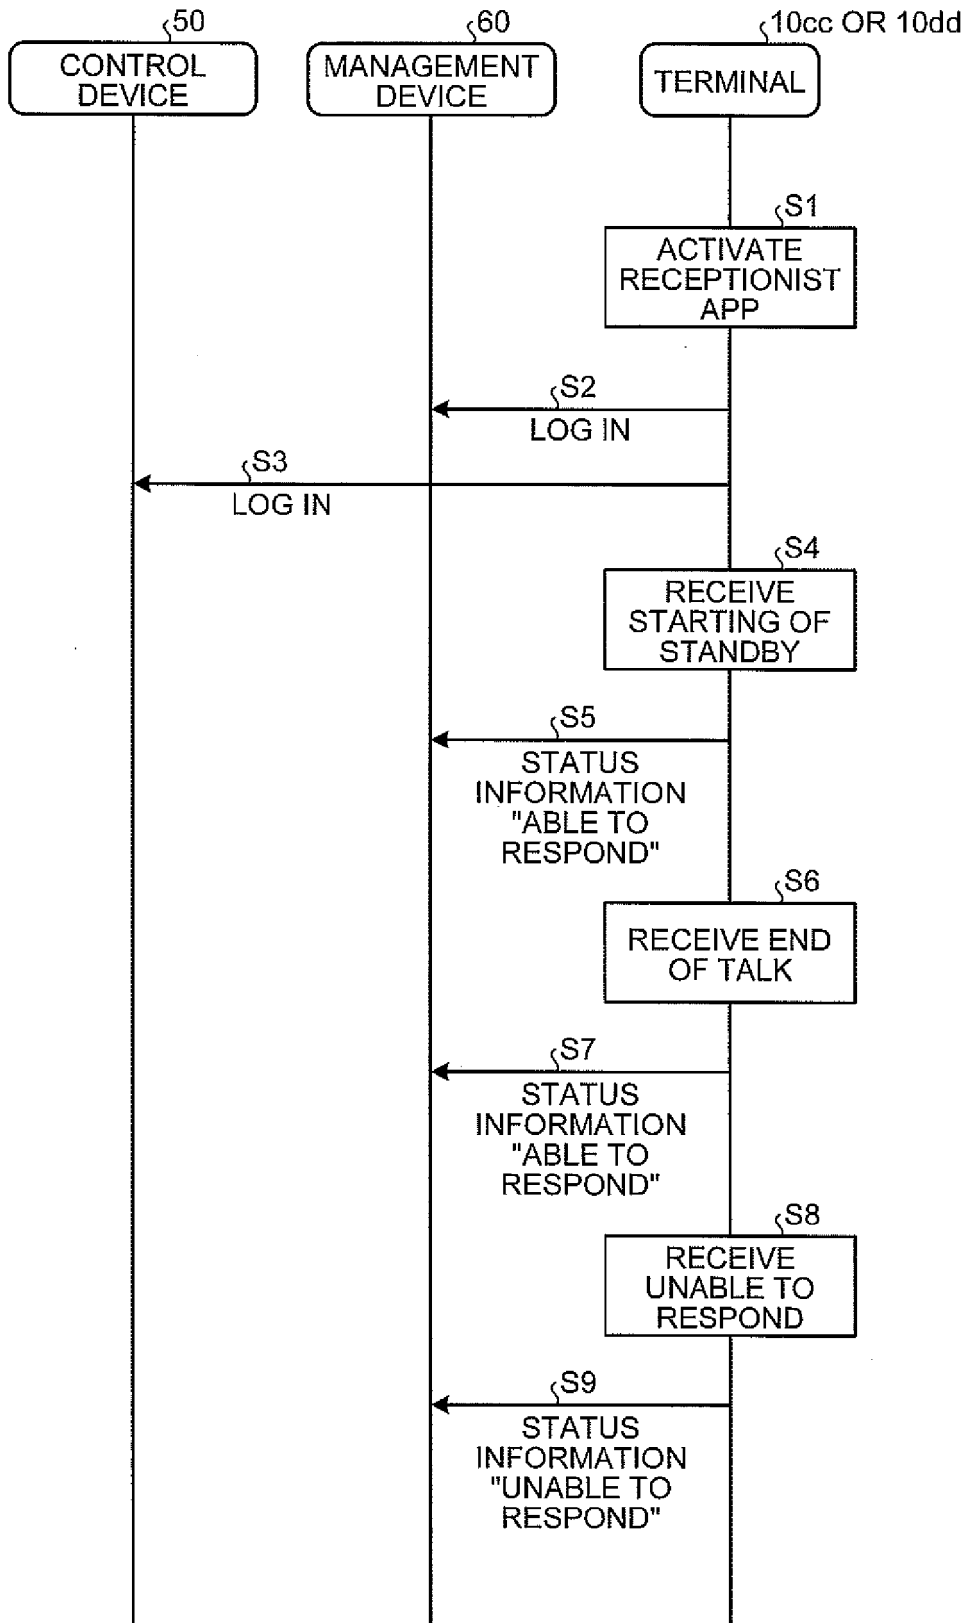 50
60
10cc OR 10dd
CONTROL
DEVICE
MANAGEMENT
DEVICE
TERMINAL
S1
ACTIVATE
RECEPTIONIST
APP
S2
LOG IN
S3
LOG IN
S4
RECEIVE
STARTING OF
STANDBY
S5
STATUS
INFORMATION
"ABLE TO
RESPOND"
S6
RECEIVE END
OF TALK
S7
STATUS
INFORMATION
"ABLE TO
RESPOND"
S8
RECEIVE
UNABLE TO
RESPOND
S9
STATUS
INFORMATION
"UNABLE TO
RESPOND"